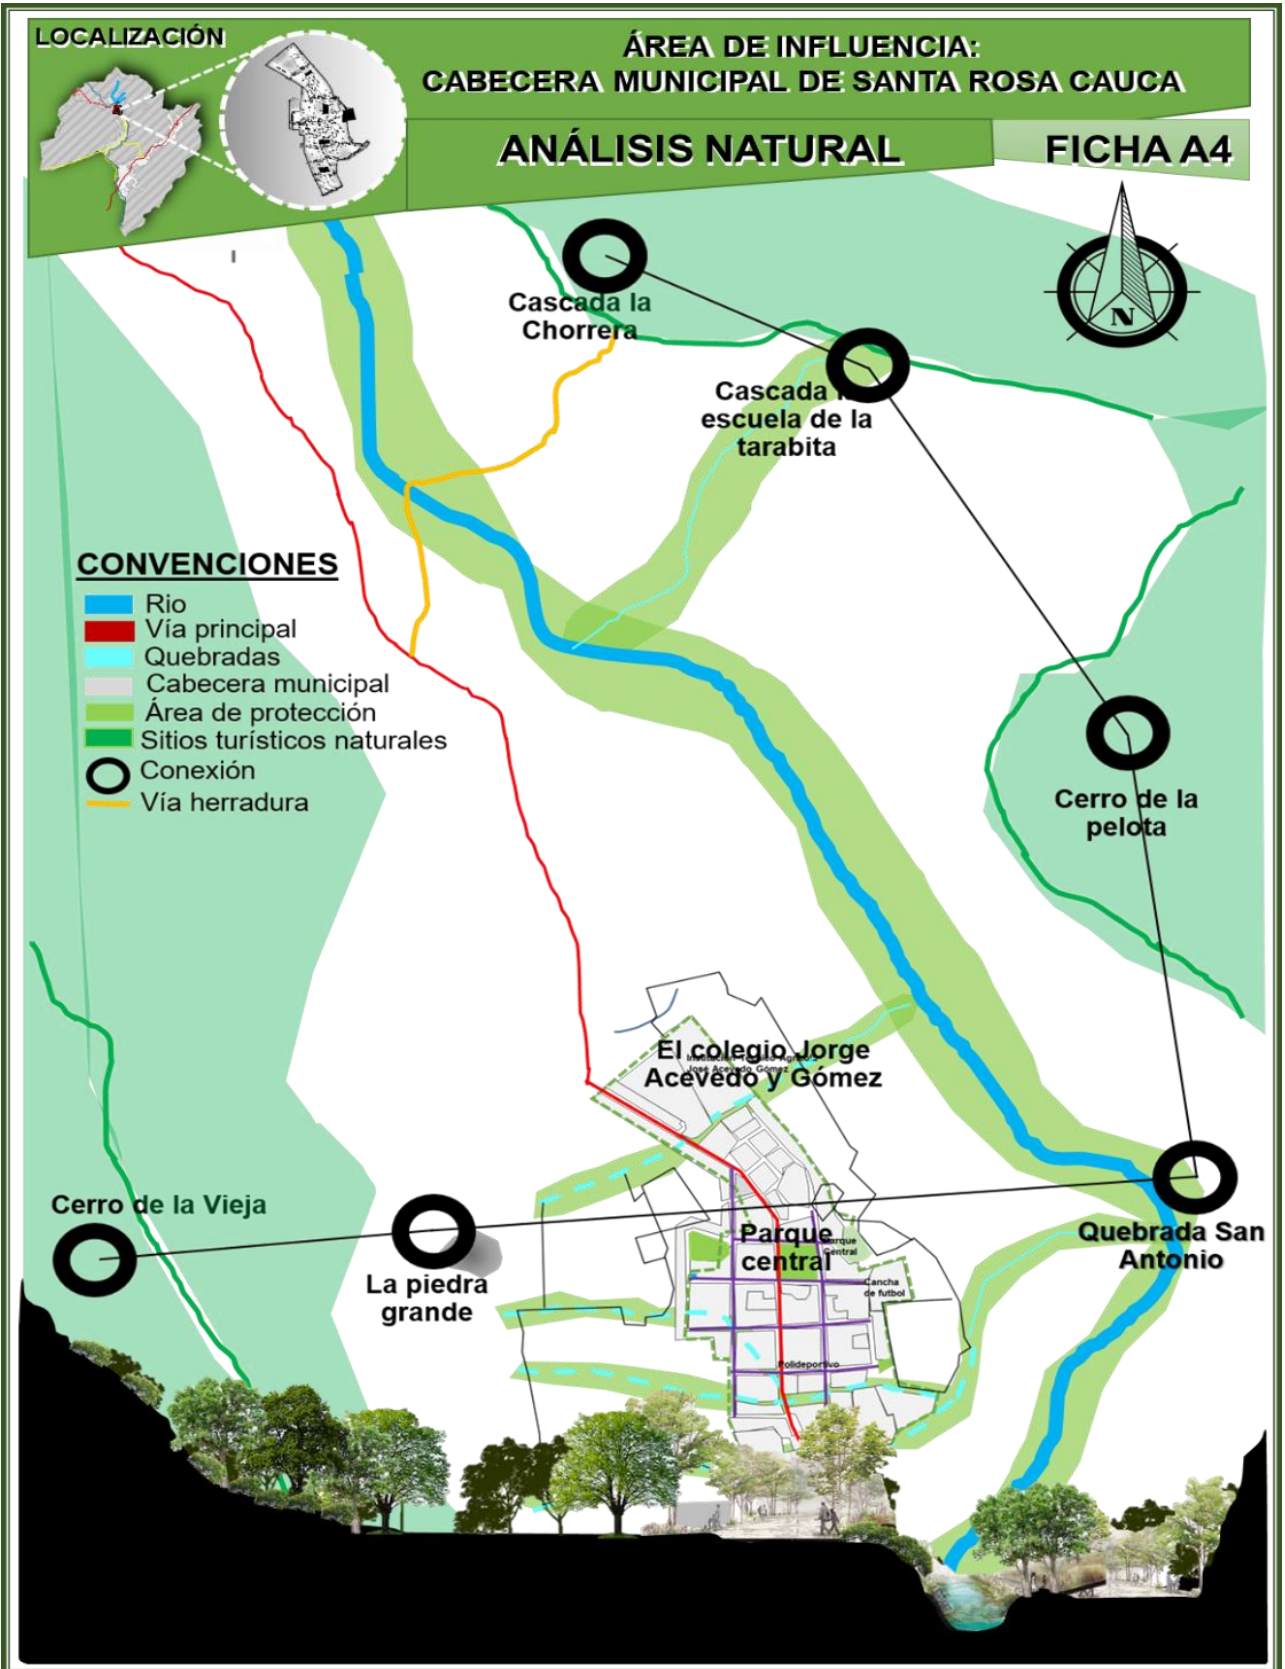 LOCALIZACIÓN
ÁREA DE INFLUENCIA:
CABECERA MUNICIPAL DE SANTA ROSA CAUCA
ANÁLISIS NATURAL
FICHA A4
N
Cascada la
Chorrera
Cascada
escuela de la
tarabita
CONVENCIONES
Rio
Vía principal
Quebradas
Cabecera municipal
Área de protección
Sitios turísticos naturales
Conexión
Vía herradura
Cerro de la
pelota
El colegio Jorge
Acevedo y Gómez
José Acevedo Gómez
Cerro de la Vieja
La piedra
grande
Parque
central
Parque
Central
Cancha
de futbol
Polideportivo
Quebrada San
Antonio